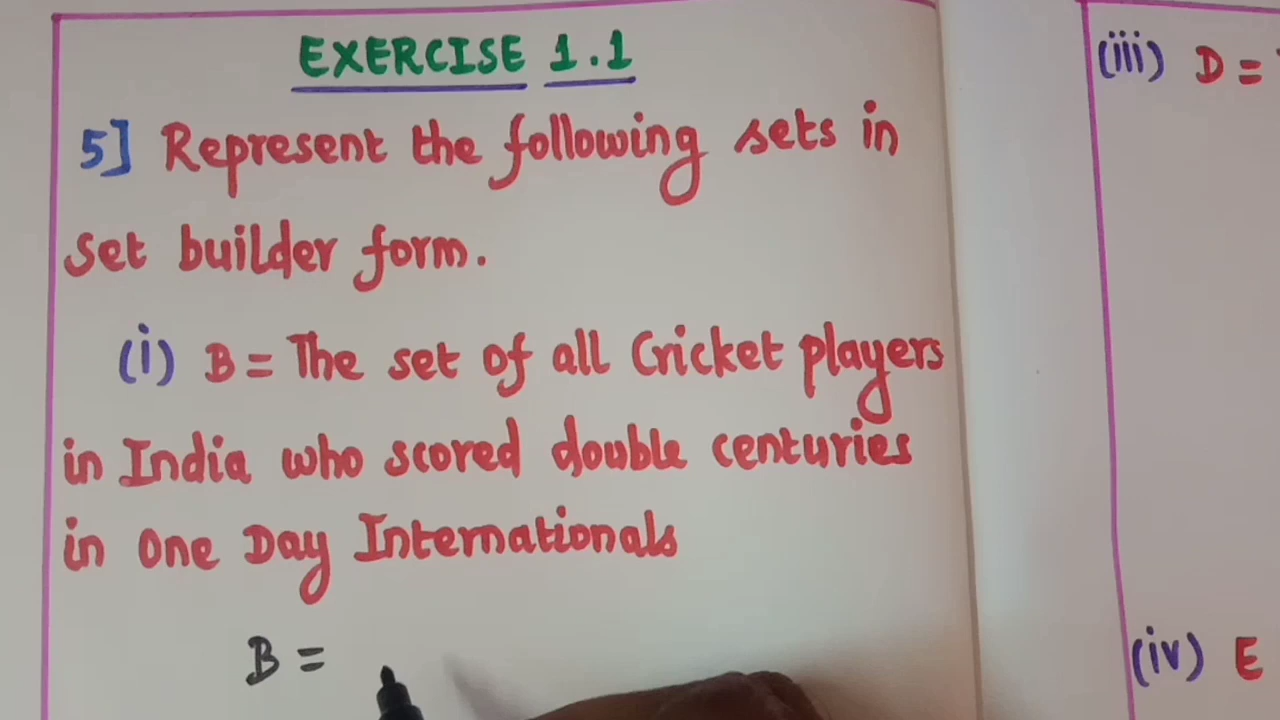 EXERCISE 1.1
5] Represent the following sets in
set builder form.
(i) B = The set of all Cricket players
in India who scored double centuries
in One Day Internationals
B =
(iii) D =
(iv) E